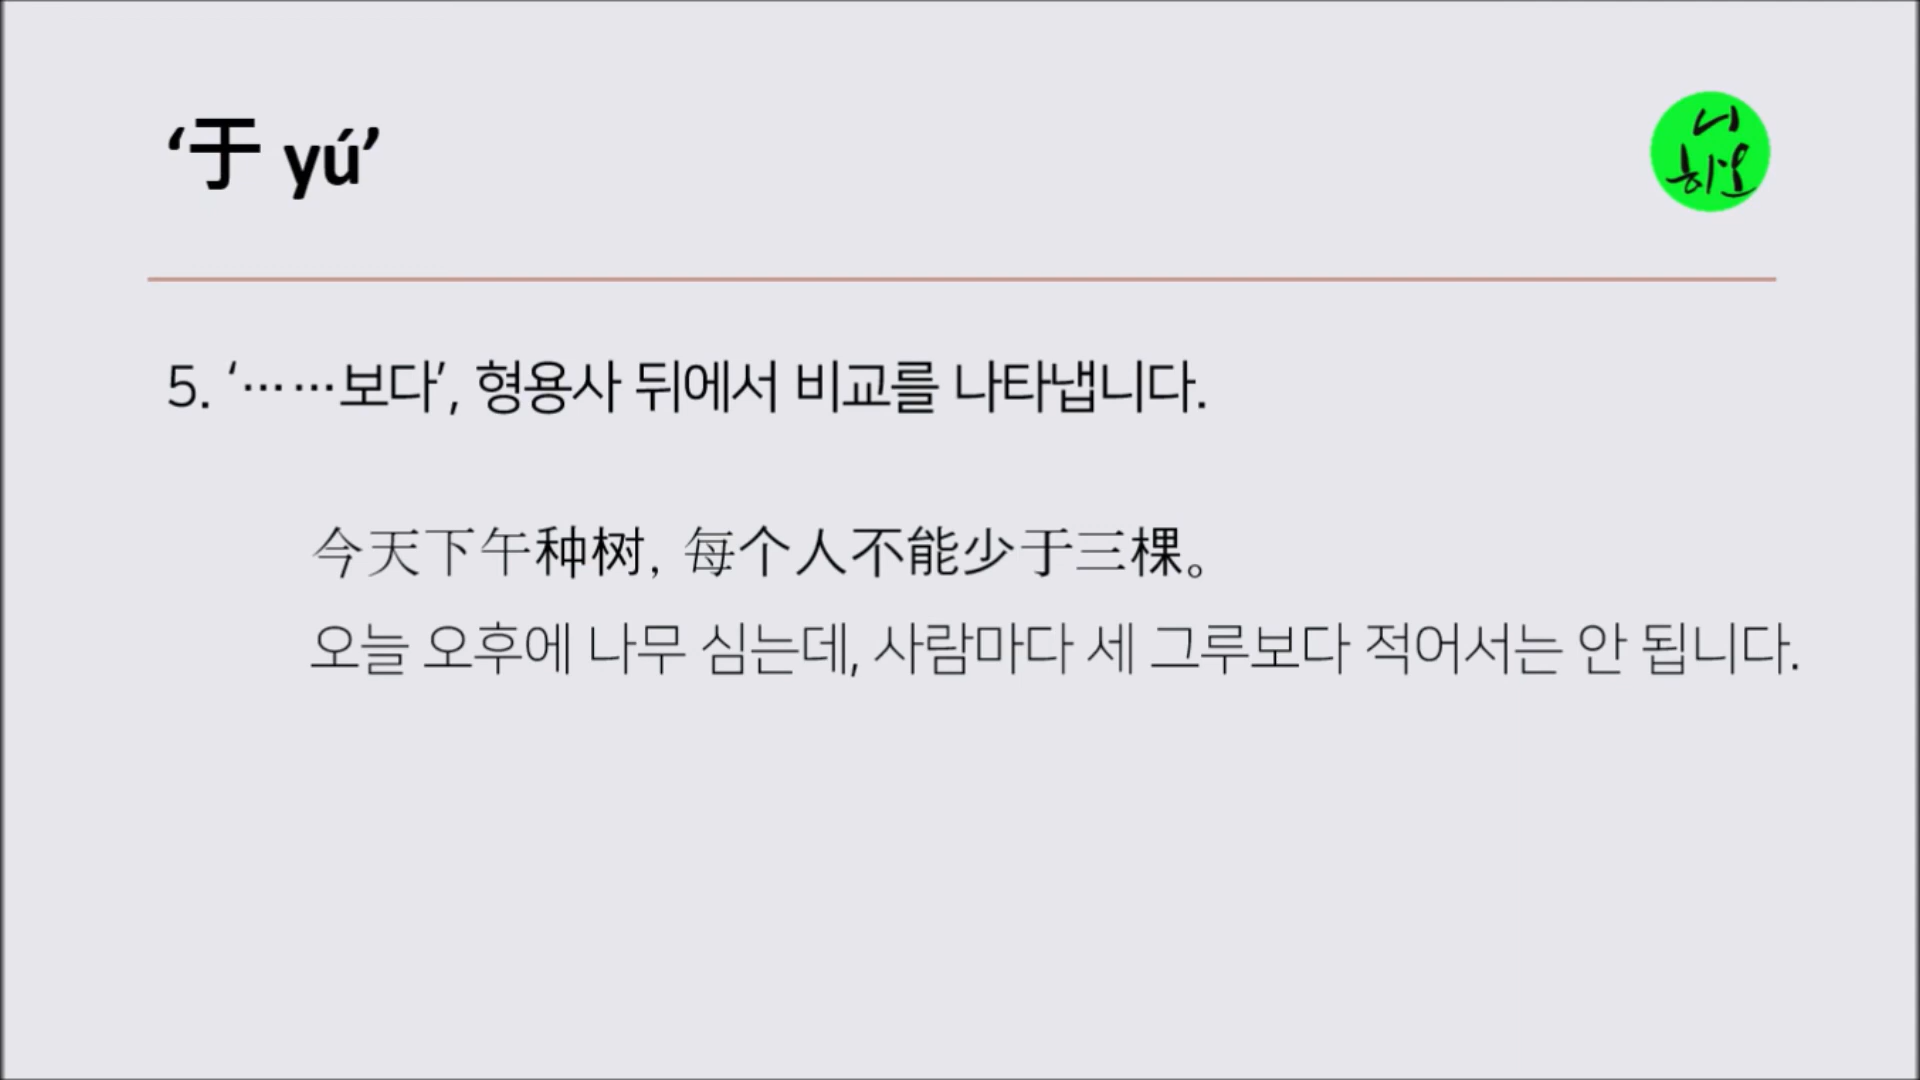 ‘于 yú’
니
하오
5. ‘……보다’, 형용사 뒤에서 비교를 나타냅니다.
今天下午种树, 每个人不能少于三棵。
오늘 오후에 나무 심는데, 사람마다 세 그루보다 적어서는 안 됩니다.